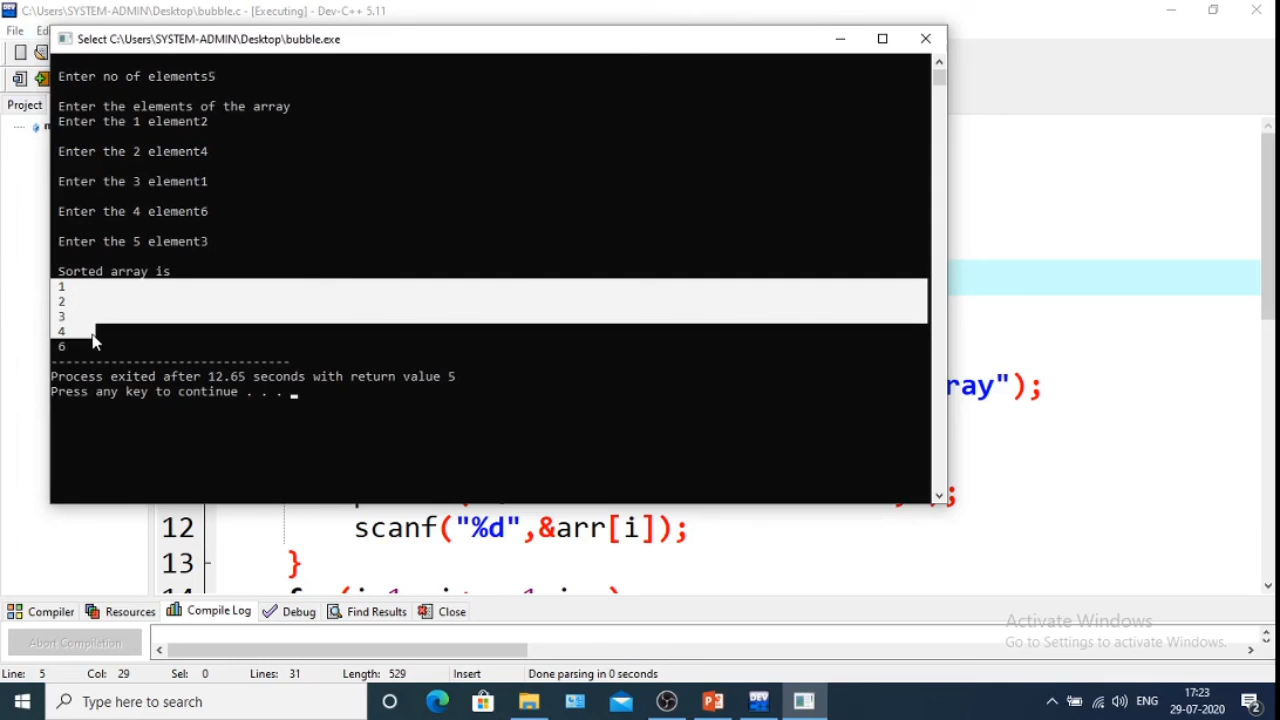 C:\Users\SYSTEM-ADMIN\Desktop\bubble.c - [Executing] - Dev-C++ 5.11
File
Select C:\Users\SYSTEM-ADMIN\Desktop\bubble.exe
Project
Enter no of elements5
Enter the elements of the array
Enter the 1 element2
Enter the 2 element4
Enter the 3 element1
Enter the 4 element6
Enter the 5 element3
Sorted array is
1
2
3
4
6
--------------------------------
Process exited after 12.65 seconds with return value 5
Press any key to continue . . .
ray");
12 scanf("%d",&arr[i]);
13 }
Compiler Resources Compile Log Debug Find Results Close
Abort Compilation
Activate Windows
Go to Settings to activate Windows.
Line: 5 Col: 29 Sel: 0 Lines: 31 Length: 529 Insert Done parsing in 0 seconds
Type here to search
ENG
17:23
29-07-2020
2